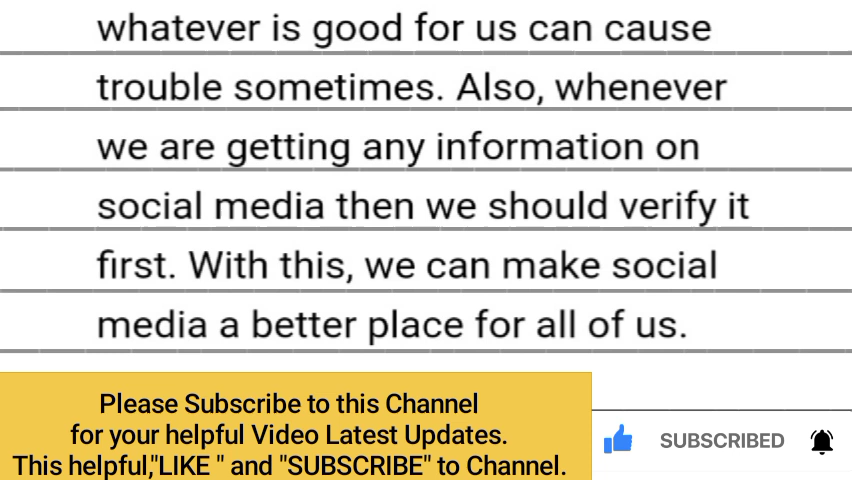 whatever is good for us can cause
trouble sometimes. Also, whenever
we are getting any information on
social media then we should verify it
first. With this, we can make social
media a better place for all of us.
Please Subscribe to this Channel
for your helpful Video Latest Updates.
This helpful,"LIKE " and "SUBSCRIBE" to Channel.
SUBSCRIBED